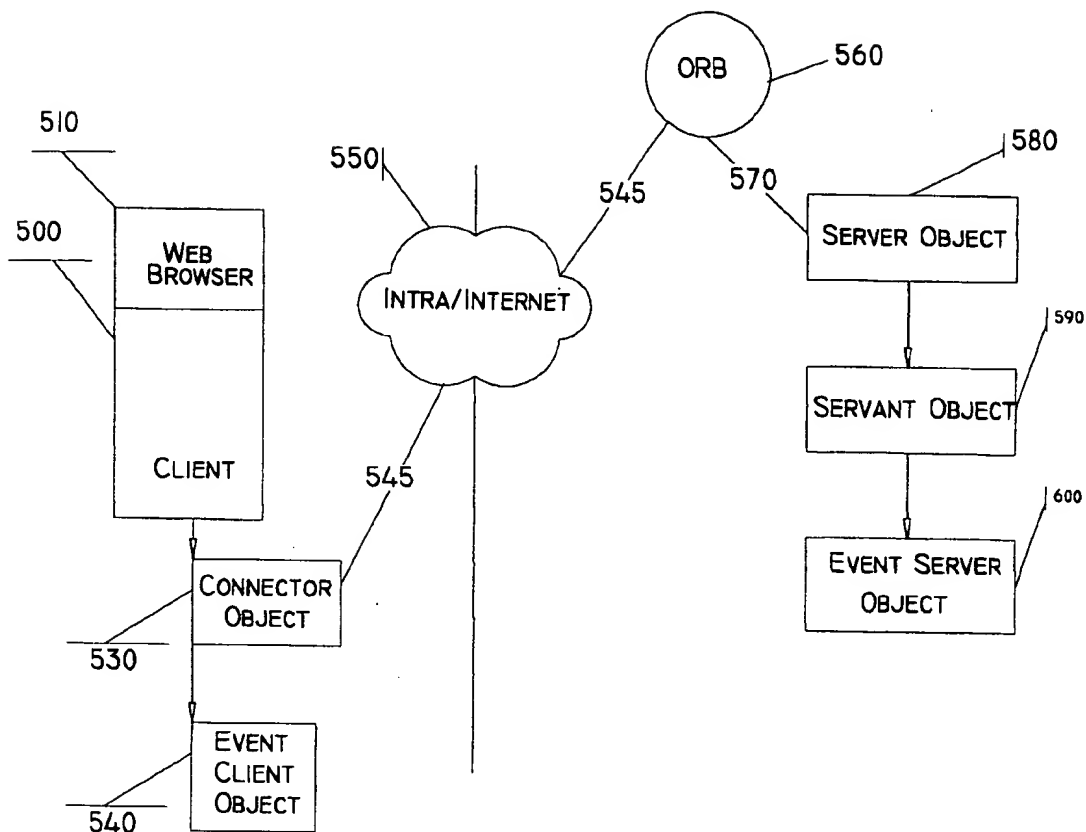 ORB
560
510
550
545
570
580
500
WEB
BROWSER
SERVER OBJECT
INTRA/INTERNET
590
SERVANT OBJECT
CLIENT
545
600
CONNECTOR
OBJECT
EVENT SERVER
OBJECT
530
EVENT
CLIENT
OBJECT
540